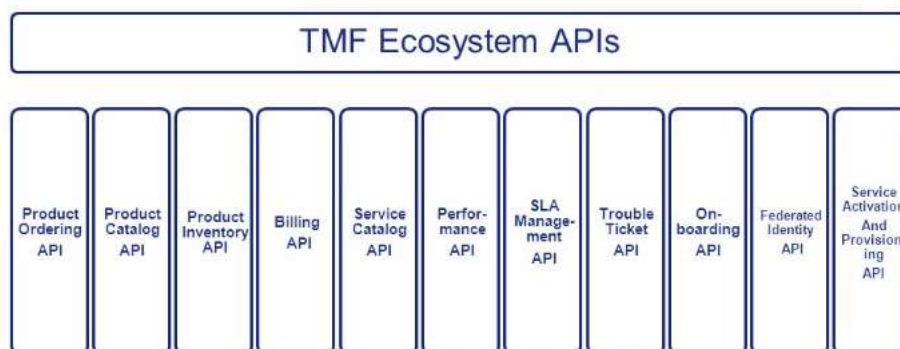 TMF Ecosystem APIs
Product
Ordering
API
Product
Catalog
API
Product
Inventory
API
Billing
API
Service
Catalog
API
Perfor-
mance
API
SLA
Manage-
ment
API
Trouble
Ticket
API
On-
boarding
API
Federated
Identity
API
Service
Activation
And
Provision
ing
API